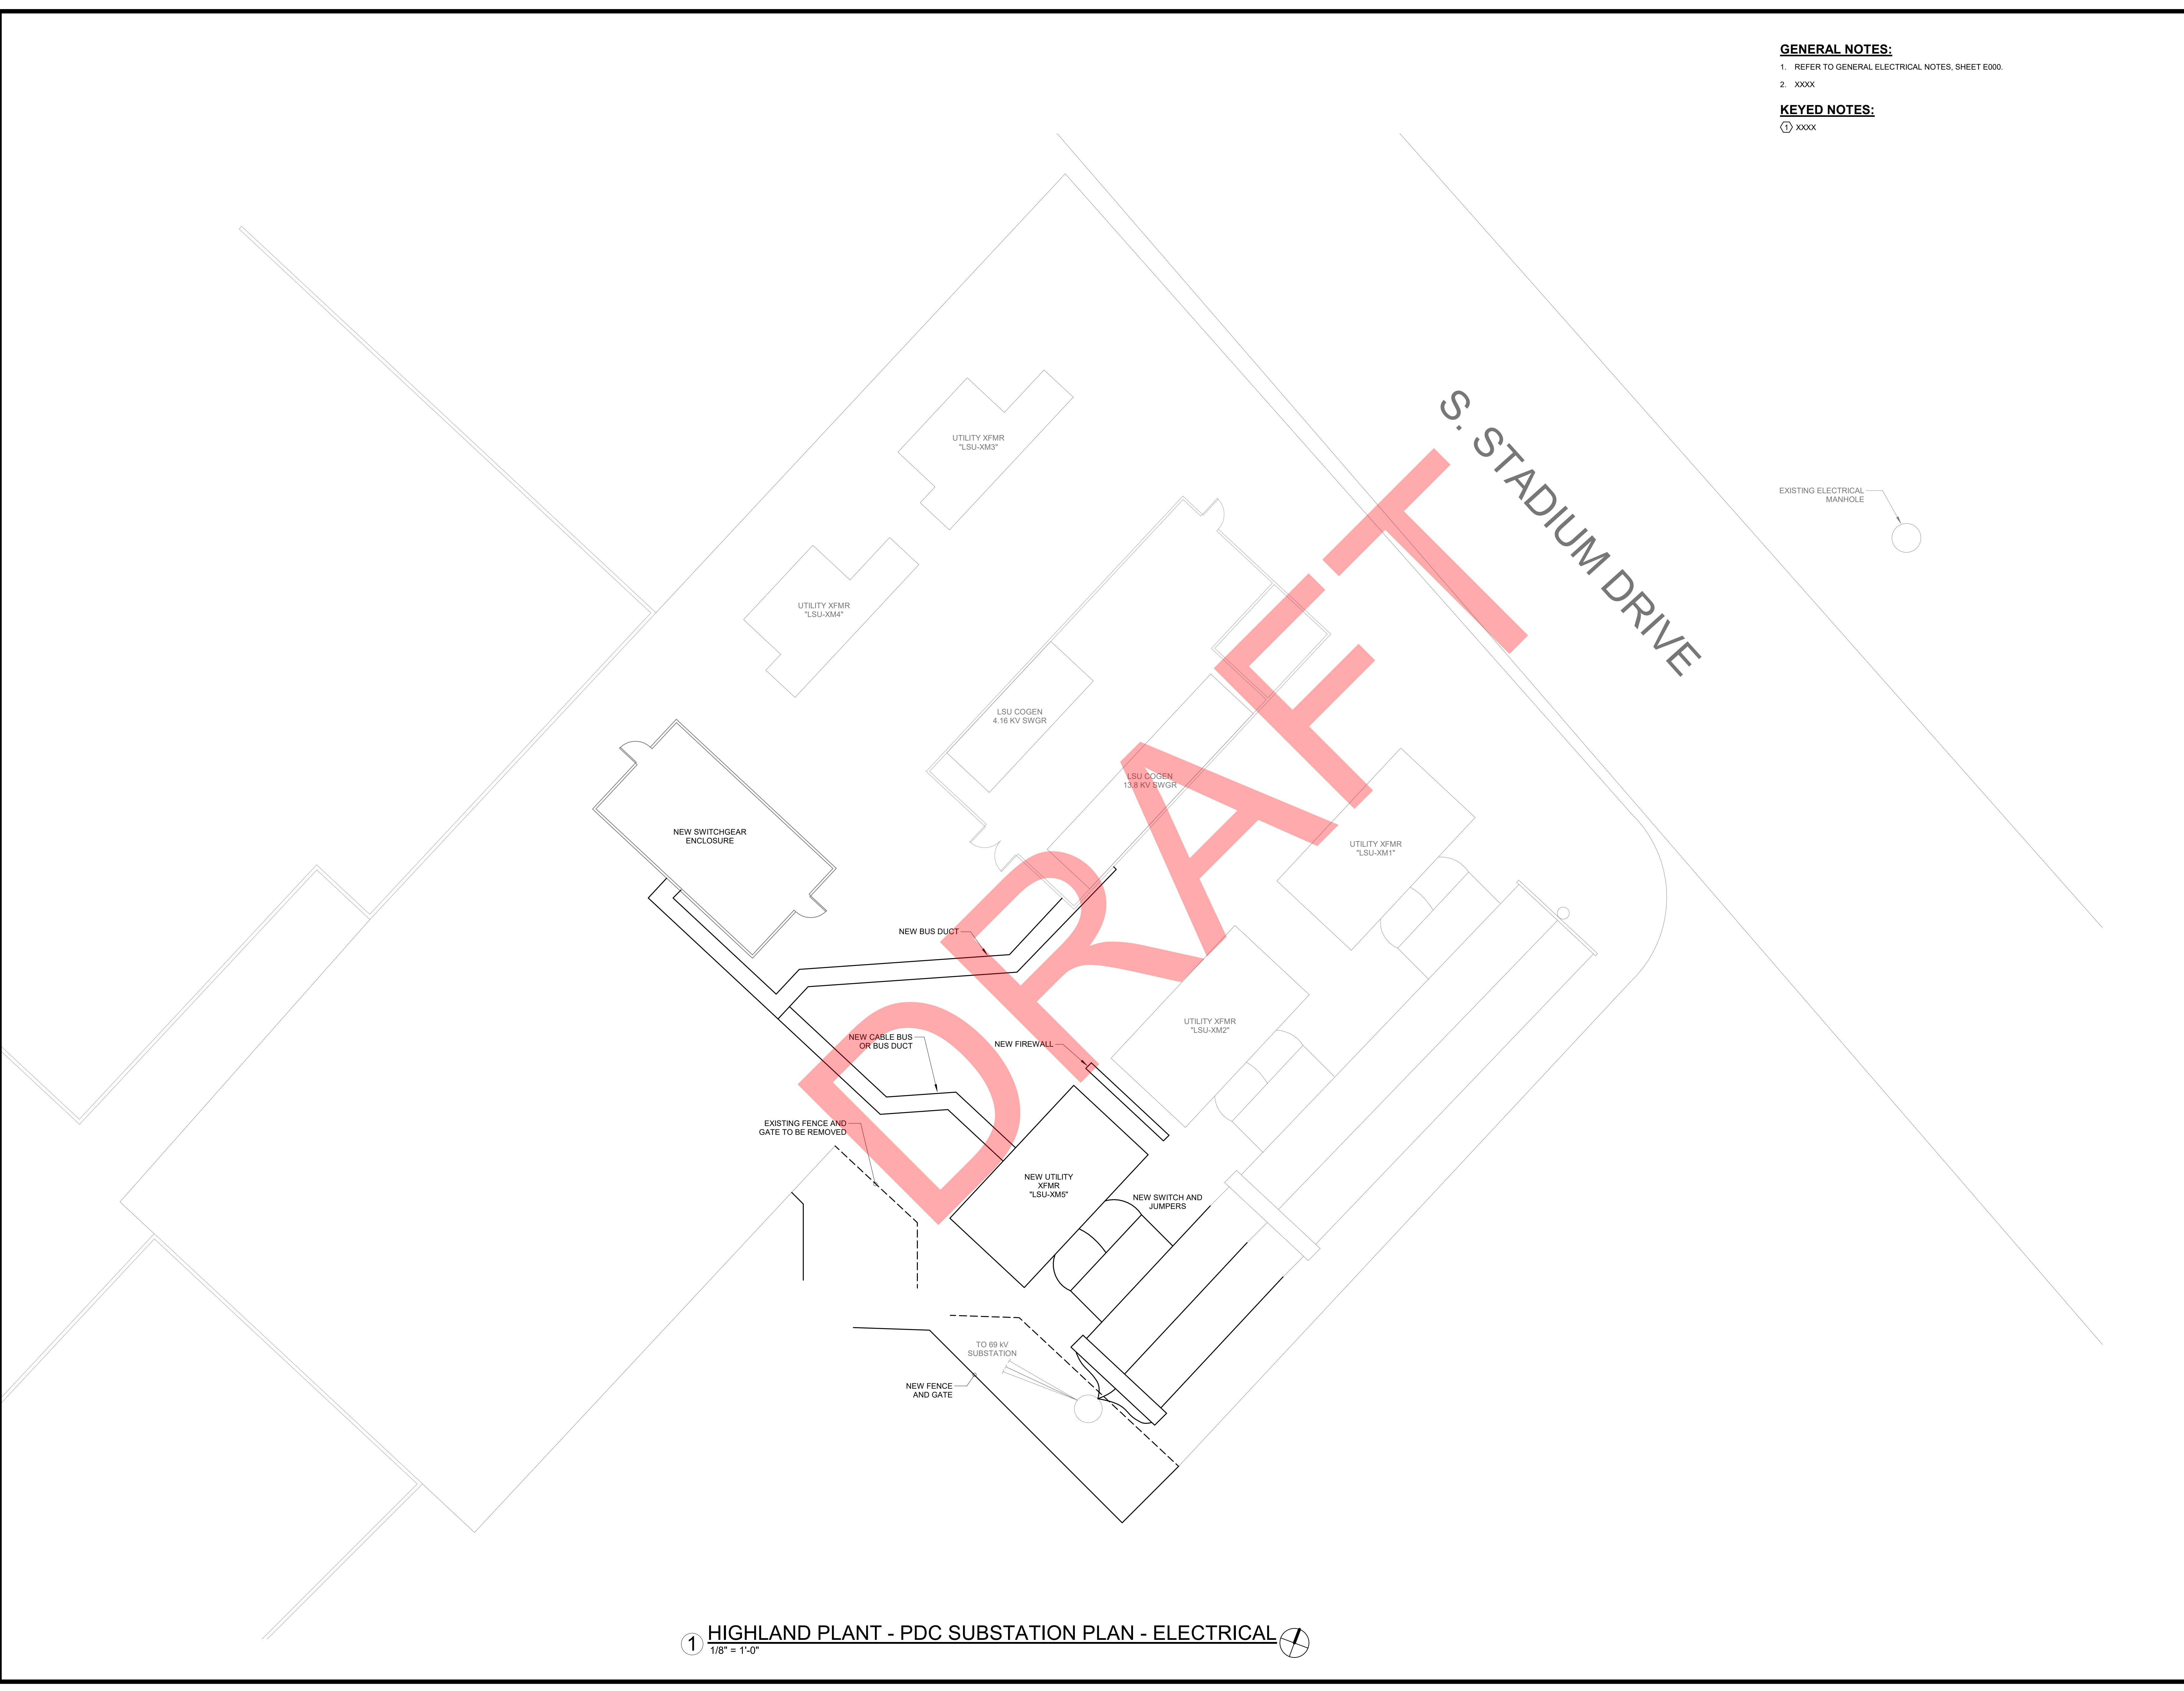 GENERAL NOTES:
1. REFER TO GENERAL ELECTRICAL NOTES, SHEET E000.
2. XXXX
KEYED NOTES:
1 XXXX
S. STADIUM DRIVE
EXISTING ELECTRICAL
MANHOLE
UTILITY XFMR
"LSU-XM3"
UTILITY XFMR
"LSU-XM4"
LSU COGEN
4.16 KV SWGR
LSU COGEN
13.8 KV SWGR
NEW SWITCHGEAR
ENCLOSURE
UTILITY XFMR
"LSU-XM1"
NEW BUS DUCT
UTILITY XFMR
"LSU-XM2"
NEW CABLE BUS
OR BUS DUCT
NEW FIREWALL
EXISTING FENCE AND
GATE TO BE REMOVED
NEW UTILITY
XFMR
"LSU-XM5"
NEW SWITCH AND
JUMPERS
TO 69 kV
SUBSTATION
NEW FENCE
AND GATE
DRAFT
1 HIGHLAND PLANT - PDC SUBSTATION PLAN - ELECTRICAL
1/8" = 1'-0"